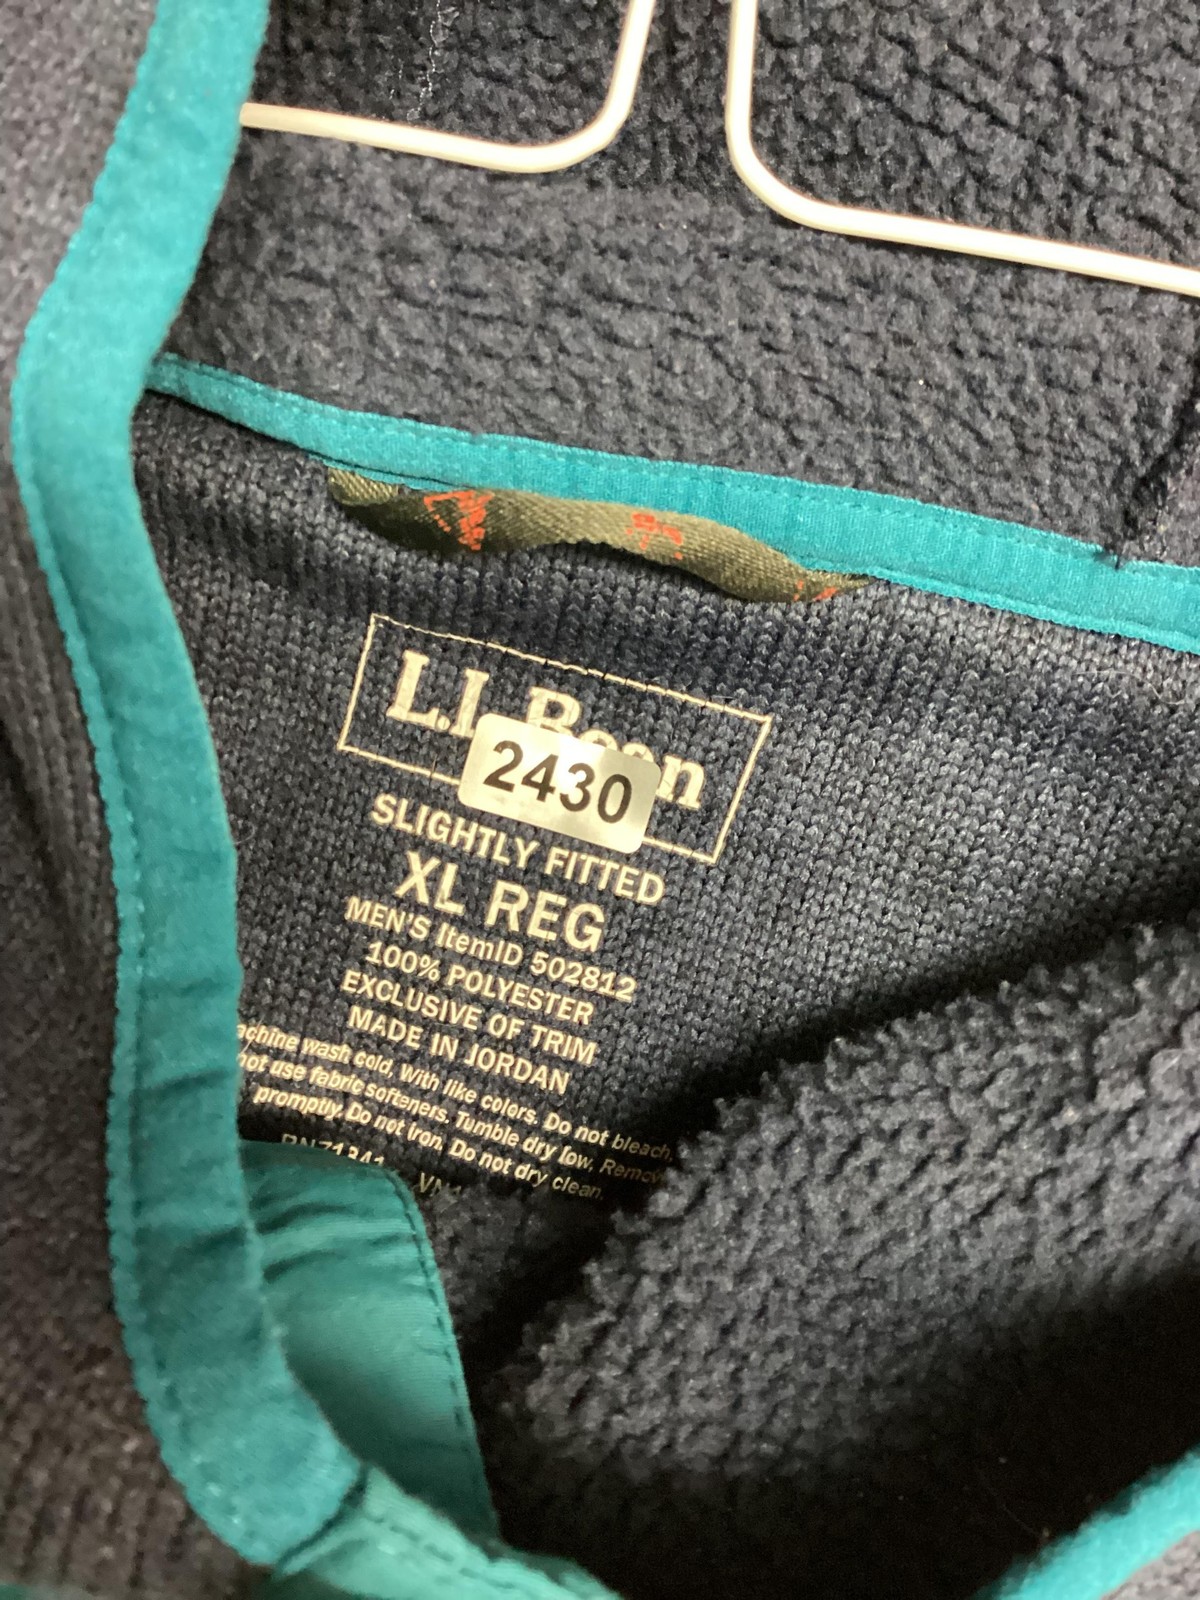 L.L.Bean
2430
SLIGHTLY FITTED
XL REG
MEN'S ItemID 502812
100% POLYESTER
EXCLUSIVE OF TRIM
MADE IN JORDAN
achine wash cold, With like colors. Do not bleach,
not use fabric softeners. Tumble dry low, Remov
promptly. Do not iron. Do not dry clean.
RN71341